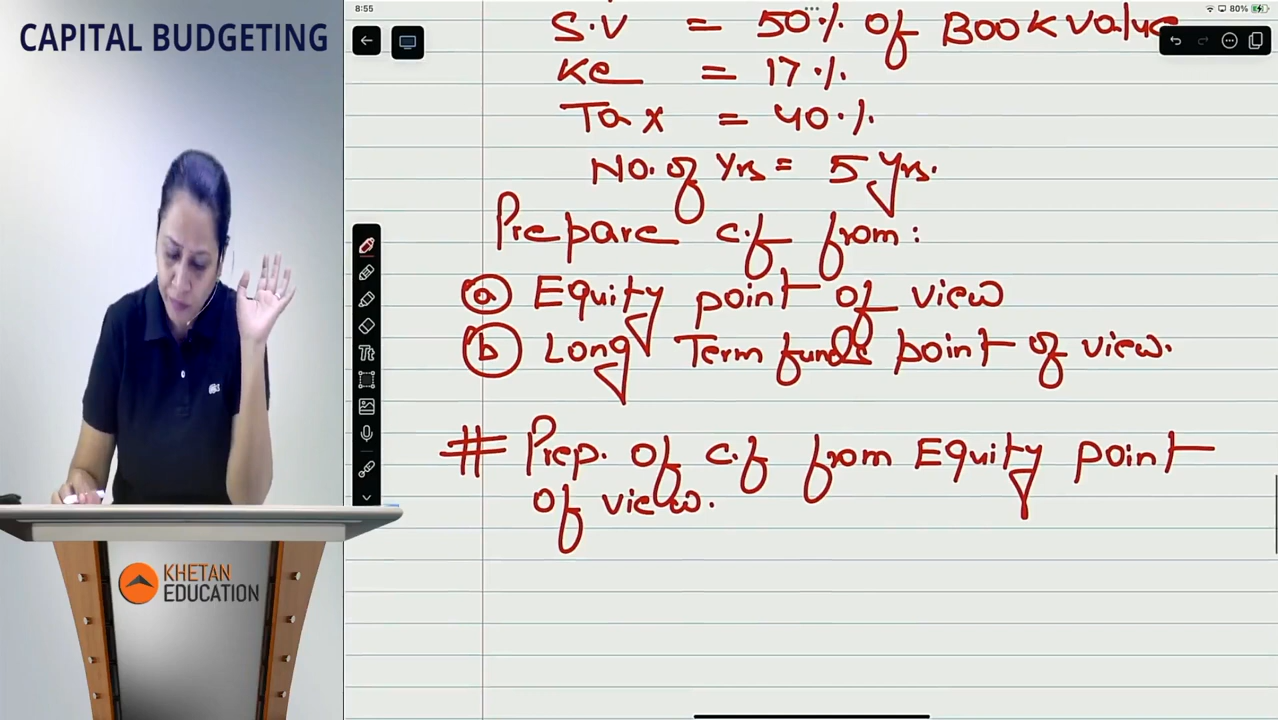 CAPITAL BUDGETING
8:55
80%
S.V = 50% of Book Value
Ke = 17%
Tax = 40%
No. of Yrs = 5 Yrs.
Prepare c.f from:
(a) Equity point of view
(b) Long Term funds point of view.
# Prep. of c.f from Equity point
of view.
Tt
KHETAN
EDUCATION